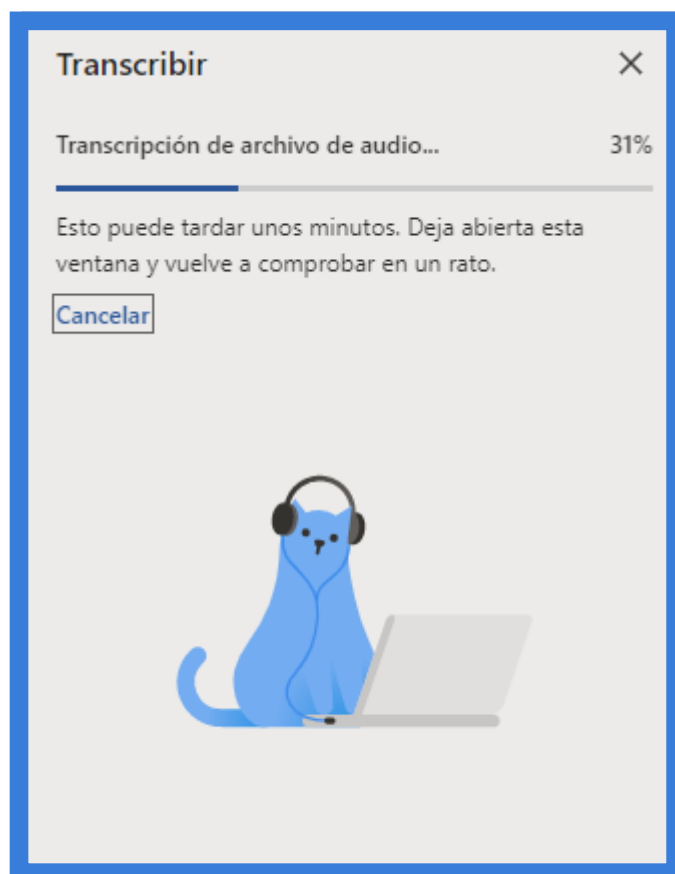 Transcribir
Transcripción de archivo de audio... 31%
Esto puede tardar unos minutos. Deja abierta esta
ventana y vuelve a comprobar en un rato.
Cancelar